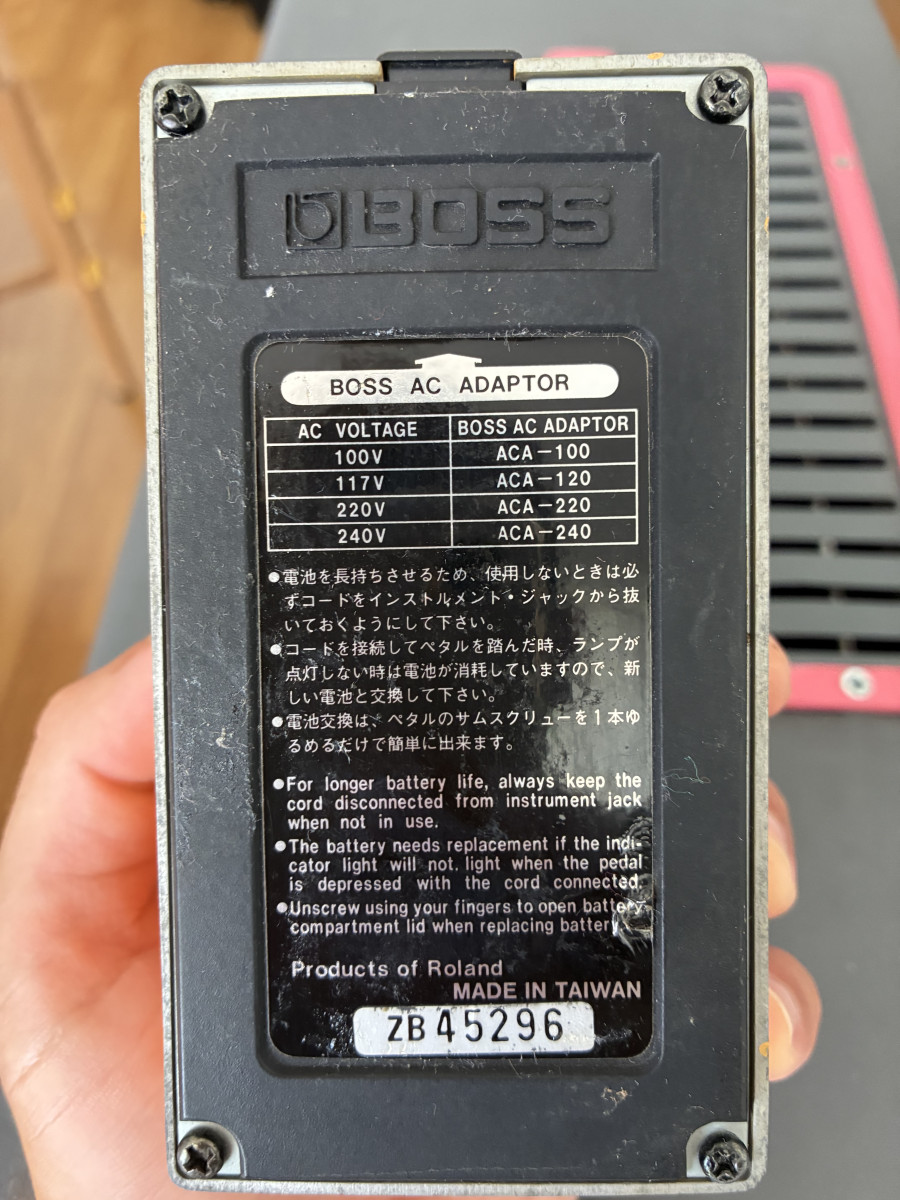 BOSS
BOSS AC ADAPTOR
AC VOLTAGE BOSS AC ADAPTOR
100V ACA-100
117V ACA-120
220V ACA-220
240V ACA-240
●電池を長持ちさせるため、使用しないときは必
ずコードをインストルメント・ジャックから抜
いておくようにして下さい。
●コードを接続してペタルを踏んだ時、ランプが
点灯しない時は電池が消耗していますので、新
しい電池と交換して下さい。
●電池交換は、ペタルのサムスクリューを1本ゆ
るめるだけで簡単に出来ます。
●For longer battery life, always keep the
cord disconnected from instrument jack
when not in use.
●The battery needs replacement if the indi-
cator light will not. light when the pedal
is depressed with the cord connected.
●Unscrew using your fingers to open battery
compartment lid when replacing battery.
Products of Roland
MADE IN TAIWAN
ZB 45296